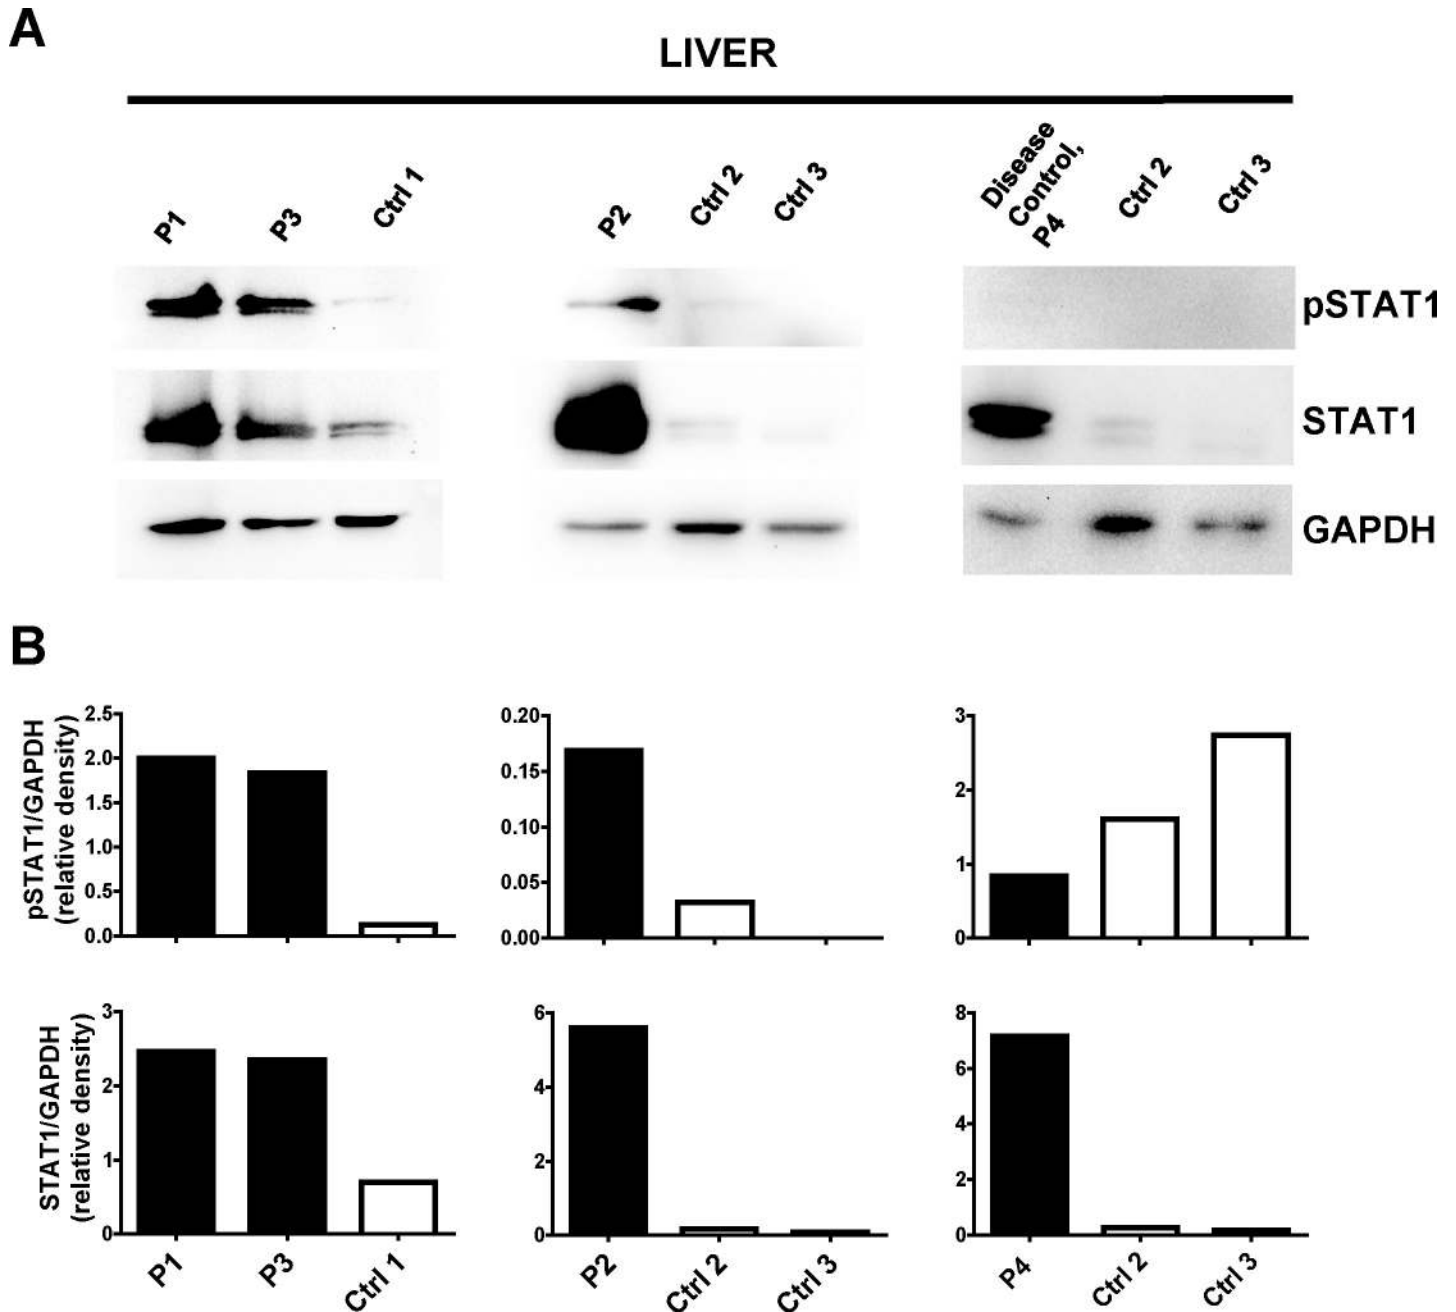 A
LIVER
P1
P3
Ctrl 1
P2
Ctrl 2
Ctrl 3
Disease
Control,
P4
Ctrl 2
Ctrl 3
pSTAT1
STAT1
GAPDH
B
pSTAT1/GAPDH
(relative density)
2.5
2.0
1.5
1.0
0.5
0.0
0.20
0.15
0.10
0.05
0.00
3
2
1
0
STAT1/GAPDH
(relative density)
3
2
1
0
P1
P3
Ctrl 1
6
4
2
0
P2
Ctrl 2
Ctrl 3
8
6
4
2
0
P4
Ctrl 2
Ctrl 3